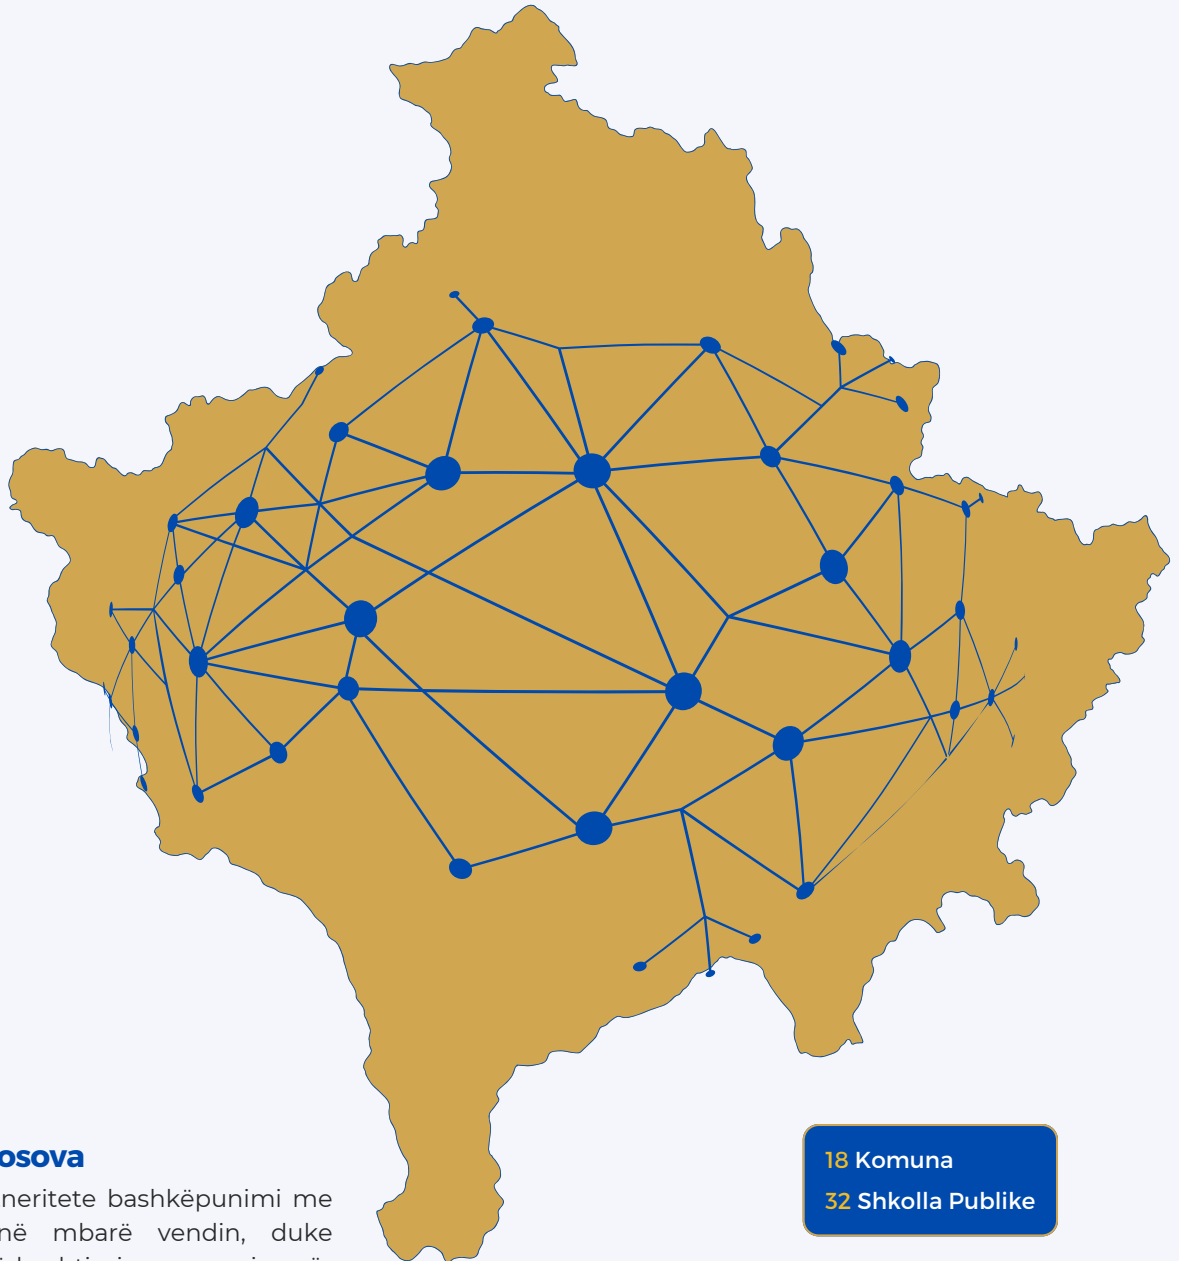 osova
neritete bashkëpunimi me
në mbarë vendin, duke
18 Komuna
32 Shkolla Publike